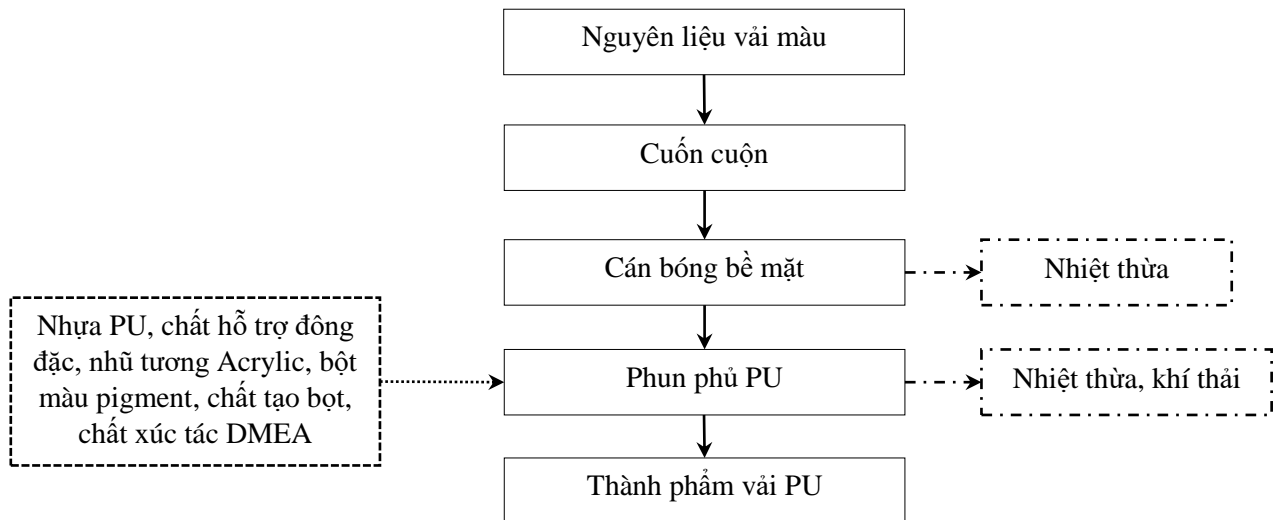 Nguyên liệu vải màu
Cuốn cuộn
Cán bóng bề mặt
Nhiệt thừa
Nhựa PU, chất hỗ trợ đông
đặc, nhũ tương Acrylic, bột
màu pigment, chất tạo bọt,
chất xúc tác DMEA
Phun phủ PU
Nhiệt thừa, khí thải
Thành phẩm vải PU